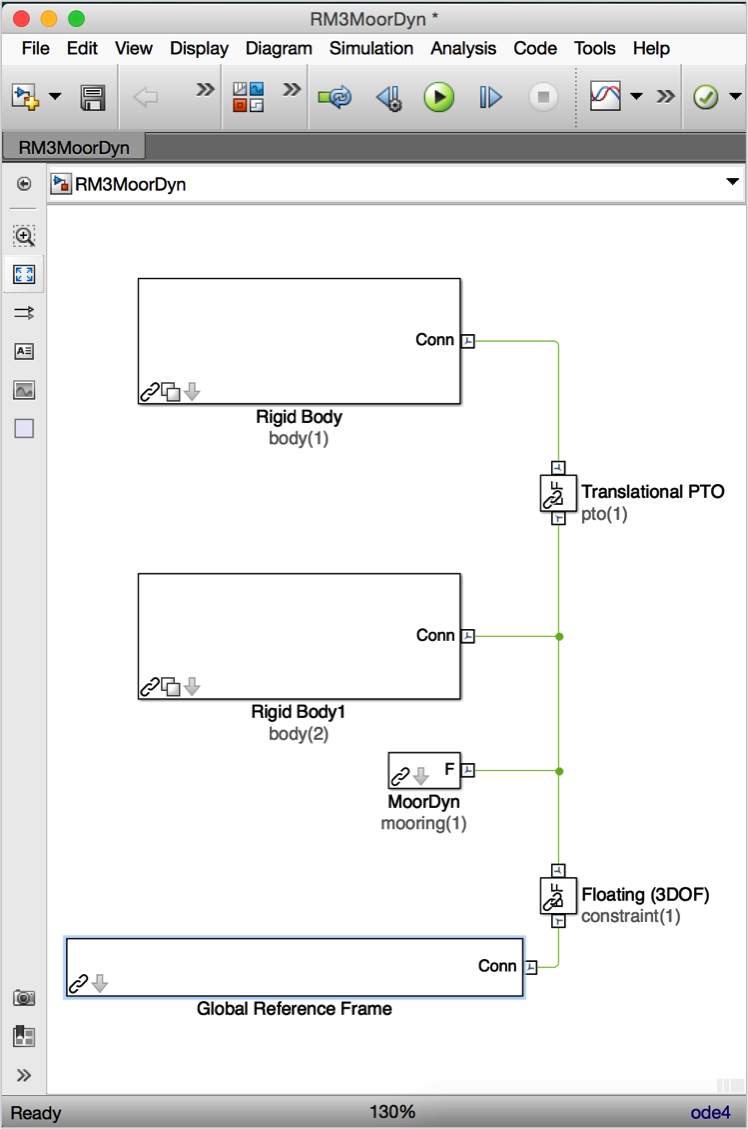 RM3MoorDyn *
File Edit View Display Diagram Simulation Analysis Code Tools Help
RM3MoorDyn
RM3MoorDyn
Conn
Rigid Body
body(1)
Translational PTO
pto(1)
Conn
Rigid Body1
body(2)
F
MoorDyn
mooring(1)
Floating (3DOF)
constraint(1)
Conn
Global Reference Frame
Ready 130% ode4